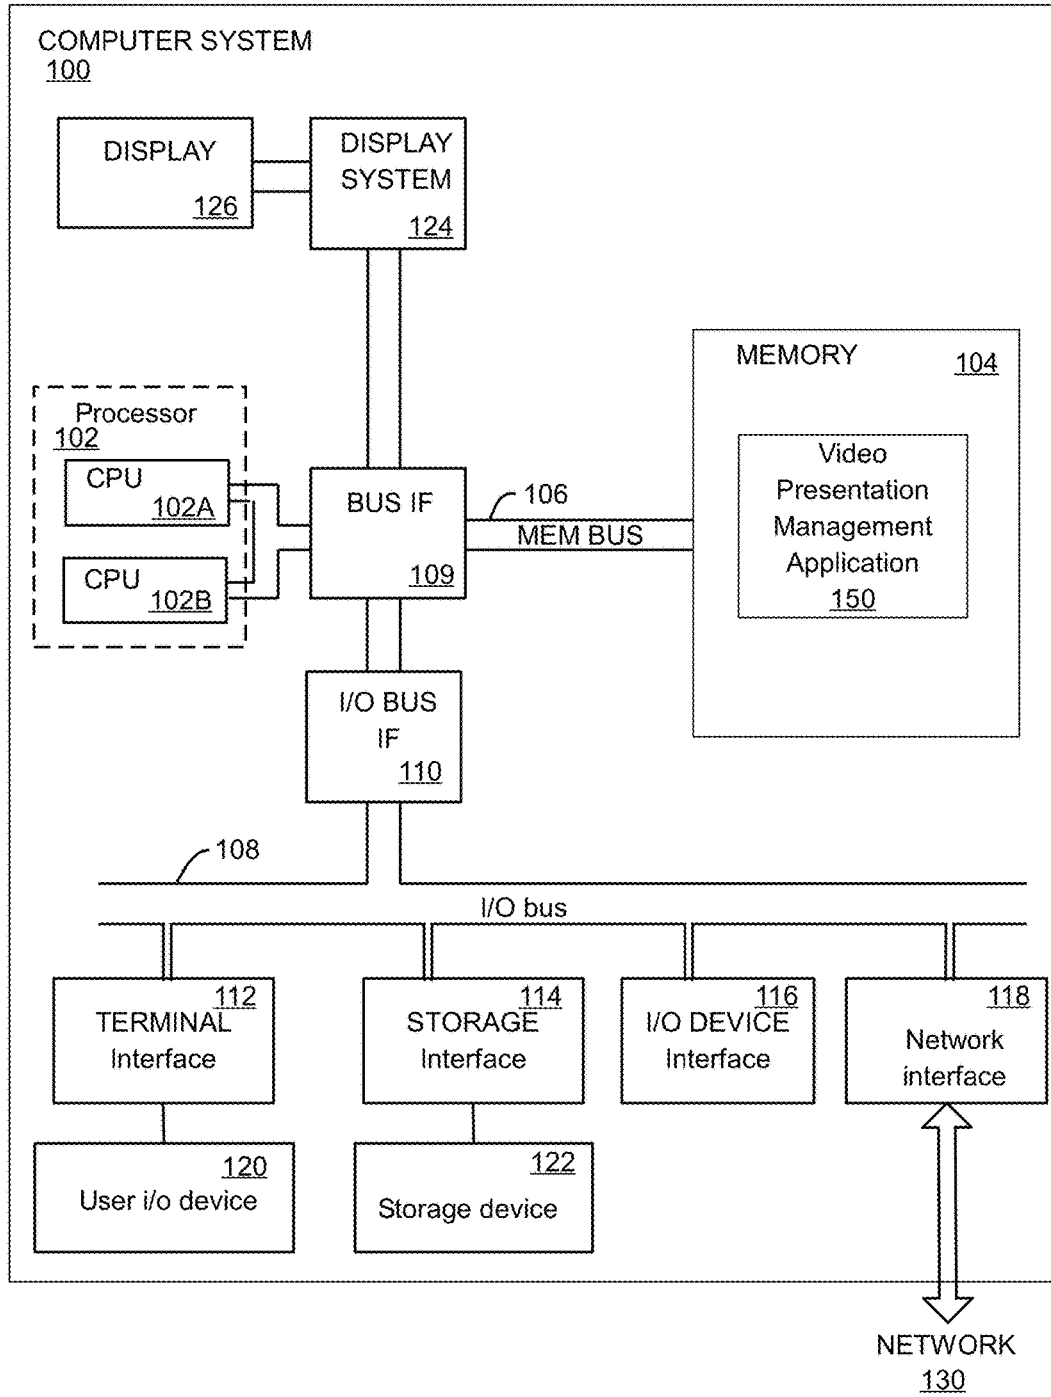 COMPUTER SYSTEM
100
DISPLAY
126
DISPLAY
SYSTEM
124
MEMORY
104
Video
Presentation
Management
Application
150
Processor
102
CPU
102A
CPU
102B
BUS IF
109
106
MEM BUS
I/O BUS
IF
110
108
I/O bus
112
TERMINAL
Interface
114
STORAGE
Interface
116
I/O DEVICE
Interface
118
Network
interface
120
User i/o device
122
Storage device
NETWORK
130